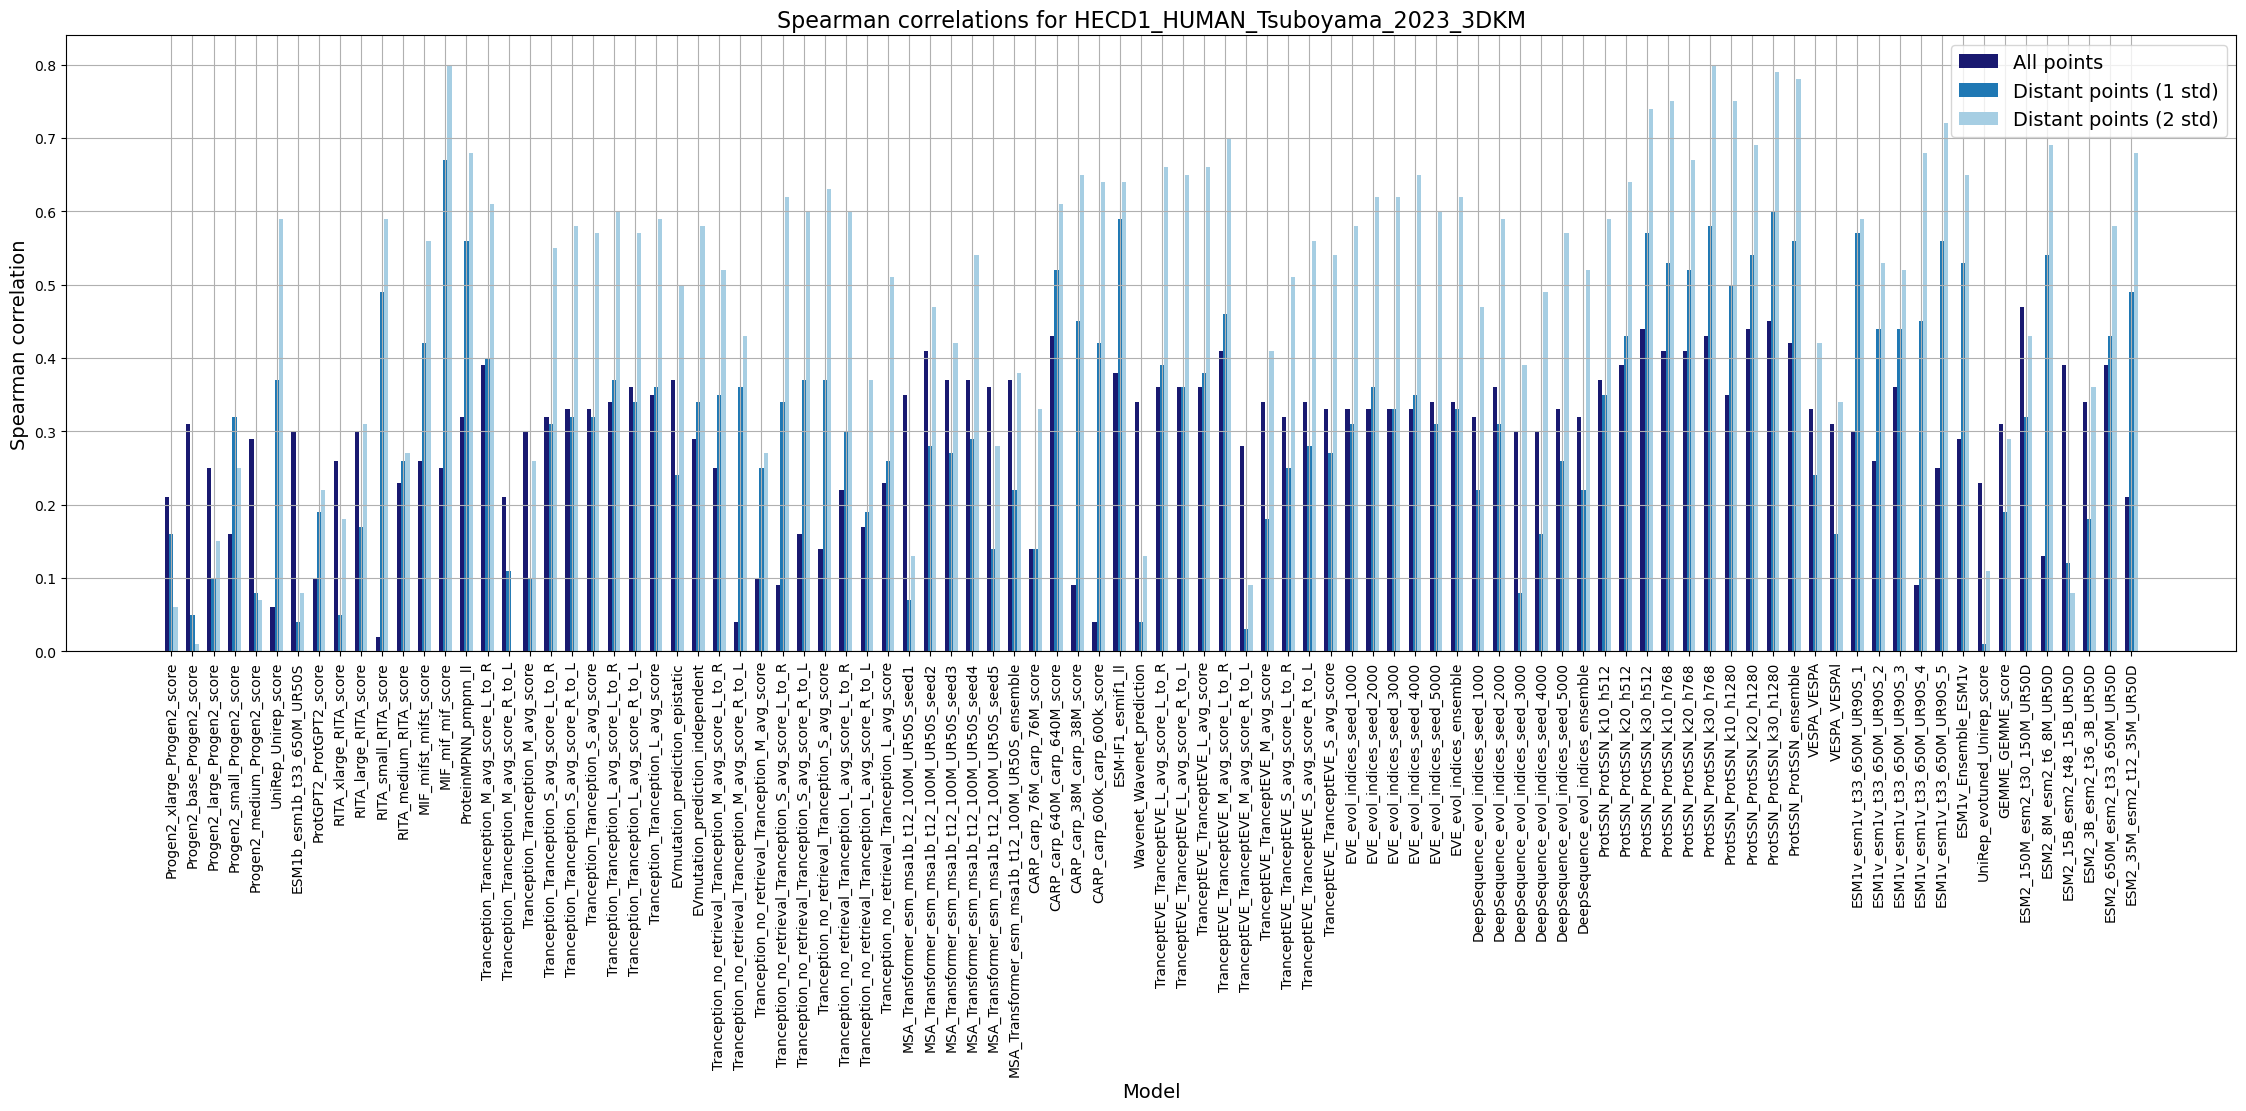 Spearman correlations for HECD1_HUMAN_Tsuboyama_2023_3DKM
All points
Distant points (1 std)
Distant points (2 std)
Spearman correlation
0.8
0.7
0.6
0.5
0.4
0.3
0.2
0.1
0.0
Progen2_xlarge_Progen2_score
Progen2_base_Progen2_score
Progen2_large_Progen2_score
Progen2_small_Progen2_score
Progen2_medium_Progen2_score
UniRep_Unirep_score
ESM1b_esm1b_t33_650M_UR50S
ProtGPT2_ProtGPT2_score
RITA_xlarge_RITA_score
RITA_large_RITA_score
RITA_small_RITA_score
RITA_medium_RITA_score
MIF_mifst_mifst_score
MIF_mif_mif_score
ProteinMPNN_pmpnn_ll
Tranception_Tranception_M_avg_score_L_to_R
Tranception_Tranception_M_avg_score_R_to_L
Tranception_Tranception_M_avg_score
Tranception_Tranception_S_avg_score_L_to_R
Tranception_Tranception_S_avg_score_R_to_L
Tranception_Tranception_S_avg_score
Tranception_Tranception_L_avg_score_L_to_R
Tranception_Tranception_L_avg_score_R_to_L
Tranception_Tranception_L_avg_score
EVmutation_prediction_epistatic
EVmutation_prediction_independent
Tranception_no_retrieval_Tranception_M_avg_score_L_to_R
Tranception_no_retrieval_Tranception_M_avg_score_R_to_L
Tranception_no_retrieval_Tranception_M_avg_score
Tranception_no_retrieval_Tranception_S_avg_score_L_to_R
Tranception_no_retrieval_Tranception_S_avg_score_R_to_L
Tranception_no_retrieval_Tranception_S_avg_score
Tranception_no_retrieval_Tranception_L_avg_score_L_to_R
Tranception_no_retrieval_Tranception_L_avg_score_R_to_L
Tranception_no_retrieval_Tranception_L_avg_score
MSA_Transformer_esm_msa1b_t12_100M_UR50S_seed1
MSA_Transformer_esm_msa1b_t12_100M_UR50S_seed2
MSA_Transformer_esm_msa1b_t12_100M_UR50S_seed3
MSA_Transformer_esm_msa1b_t12_100M_UR50S_seed4
MSA_Transformer_esm_msa1b_t12_100M_UR50S_seed5
MSA_Transformer_esm_msa1b_t12_100M_UR50S_ensemble
CARP_carp_76M_carp_76M_score
CARP_carp_640M_carp_640M_score
CARP_carp_38M_carp_38M_score
CARP_carp_600k_carp_600k_score
ESM-IF1_esmif1_ll
Wavenet_Wavenet_prediction
TranceptEVE_TranceptEVE_L_avg_score_L_to_R
TranceptEVE_TranceptEVE_L_avg_score_R_to_L
TranceptEVE_TranceptEVE_L_avg_score
TranceptEVE_TranceptEVE_M_avg_score_L_to_R
TranceptEVE_TranceptEVE_M_avg_score_R_to_L
TranceptEVE_TranceptEVE_M_avg_score
TranceptEVE_TranceptEVE_S_avg_score_L_to_R
TranceptEVE_TranceptEVE_S_avg_score_R_to_L
TranceptEVE_TranceptEVE_S_avg_score
EVE_evol_indices_seed_1000
EVE_evol_indices_seed_2000
EVE_evol_indices_seed_3000
EVE_evol_indices_seed_4000
EVE_evol_indices_seed_5000
EVE_evol_indices_ensemble
DeepSequence_evol_indices_seed_1000
DeepSequence_evol_indices_seed_2000
DeepSequence_evol_indices_seed_3000
DeepSequence_evol_indices_seed_4000
DeepSequence_evol_indices_seed_5000
DeepSequence_evol_indices_ensemble
ProtSSN_ProtSSN_k10_h512
ProtSSN_ProtSSN_k20_h512
ProtSSN_ProtSSN_k30_h512
ProtSSN_ProtSSN_k10_h768
ProtSSN_ProtSSN_k20_h768
ProtSSN_ProtSSN_k30_h768
ProtSSN_ProtSSN_k10_h1280
ProtSSN_ProtSSN_k20_h1280
ProtSSN_ProtSSN_k30_h1280
ProtSSN_ProtSSN_ensemble
VESPA_VESPA
VESPA_VESPAl
ESM1v_esm1v_t33_650M_UR90S_1
ESM1v_esm1v_t33_650M_UR90S_2
ESM1v_esm1v_t33_650M_UR90S_3
ESM1v_esm1v_t33_650M_UR90S_4
ESM1v_esm1v_t33_650M_UR90S_5
ESM1v_Ensemble_ESM1v
UniRep_evotuned_Unirep_score
GEMME_GEMME_score
ESM2_150M_esm2_t30_150M_UR50D
ESM2_8M_esm2_t6_8M_UR50D
ESM2_15B_esm2_t48_15B_UR50D
ESM2_3B_esm2_t36_3B_UR50D
ESM2_650M_esm2_t33_650M_UR50D
ESM2_35M_esm2_t12_35M_UR50D
Model